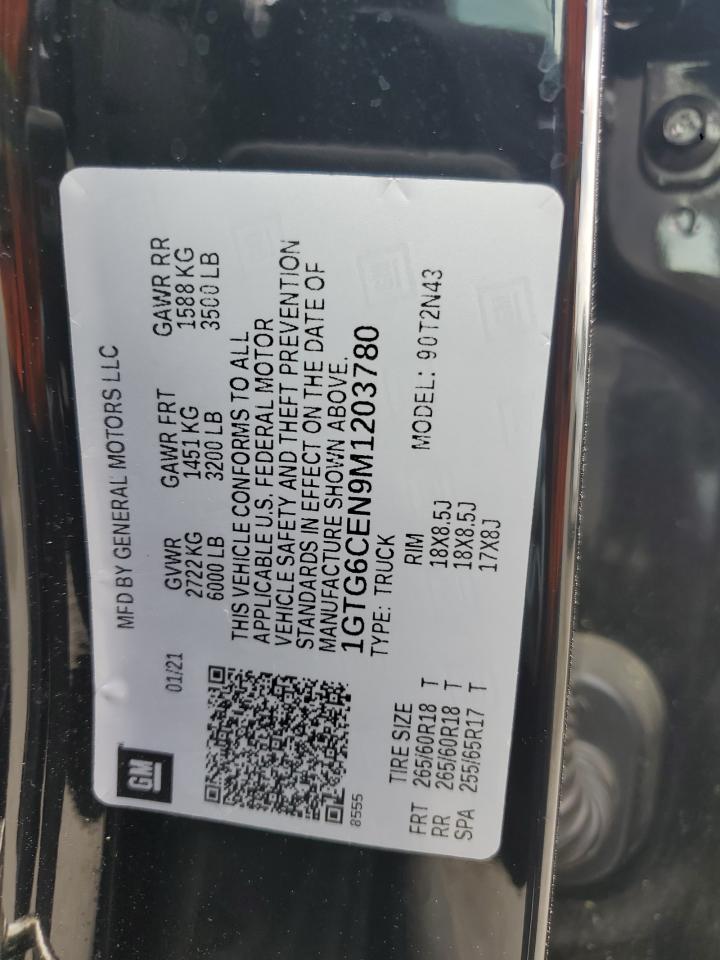 GM
MFD BY GENERAL MOTORS LLC
01/21
GVWR GAWR FRT GAWR RR
2722 KG 1451 KG 1588 KG
6000 LB 3200 LB 3500 LB
THIS VEHICLE CONFORMS TO ALL
APPLICABLE U.S. FEDERAL MOTOR
VEHICLE SAFETY AND THEFT PREVENTION
STANDARDS IN EFFECT ON THE DATE OF
MANUFACTURE SHOWN ABOVE.
1GTG6CEN9M1203780
8555
TYPE: TRUCK
MODEL: 90T2N43
TIRE SIZE RIM
FRT 265/60R18 T 18X8.5J
RR 265/60R18 T 18X8.5J
SPA 255/65R17 T 17X8J